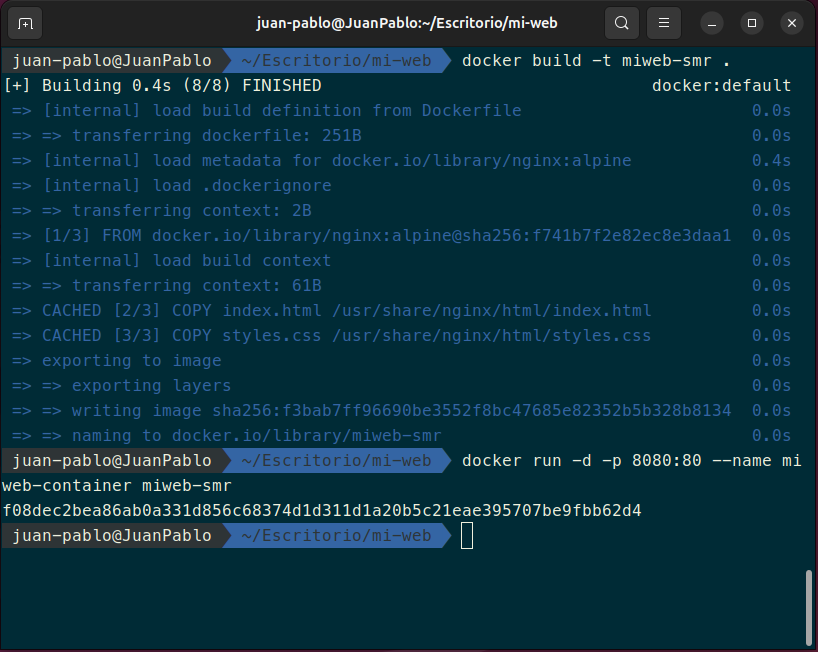 juan-pablo@JuanPablo:~/Escritorio/mi-web
juan-pablo@JuanPablo ~/Escritorio/mi-web docker build -t miweb-smr .
[+] Building 0.4s (8/8) FINISHED docker:default
=> [internal] load build definition from Dockerfile 0.0s
=> => transferring dockerfile: 251B 0.0s
=> [internal] load metadata for docker.io/library/nginx:alpine 0.4s
=> [internal] load .dockerignore 0.0s
=> => transferring context: 2B 0.0s
=> [1/3] FROM docker.io/library/nginx:alpine@sha256:f741b7f2e82ec8e3daa1 0.0s
=> [internal] load build context 0.0s
=> => transferring context: 61B 0.0s
=> CACHED [2/3] COPY index.html /usr/share/nginx/html/index.html 0.0s
=> CACHED [3/3] COPY styles.css /usr/share/nginx/html/styles.css 0.0s
=> exporting to image 0.0s
=> => exporting layers 0.0s
=> => writing image sha256:f3bab7ff96690be3552f8bc47685e82352b5b328b8134 0.0s
=> => naming to docker.io/library/miweb-smr 0.0s
juan-pablo@JuanPablo ~/Escritorio/mi-web docker run -d -p 8080:80 --name mi
web-container miweb-smr
f08dec2bea86ab0a331d856c68374d1d311d1a20b5c21eae395707be9fbb62d4
juan-pablo@JuanPablo ~/Escritorio/mi-web